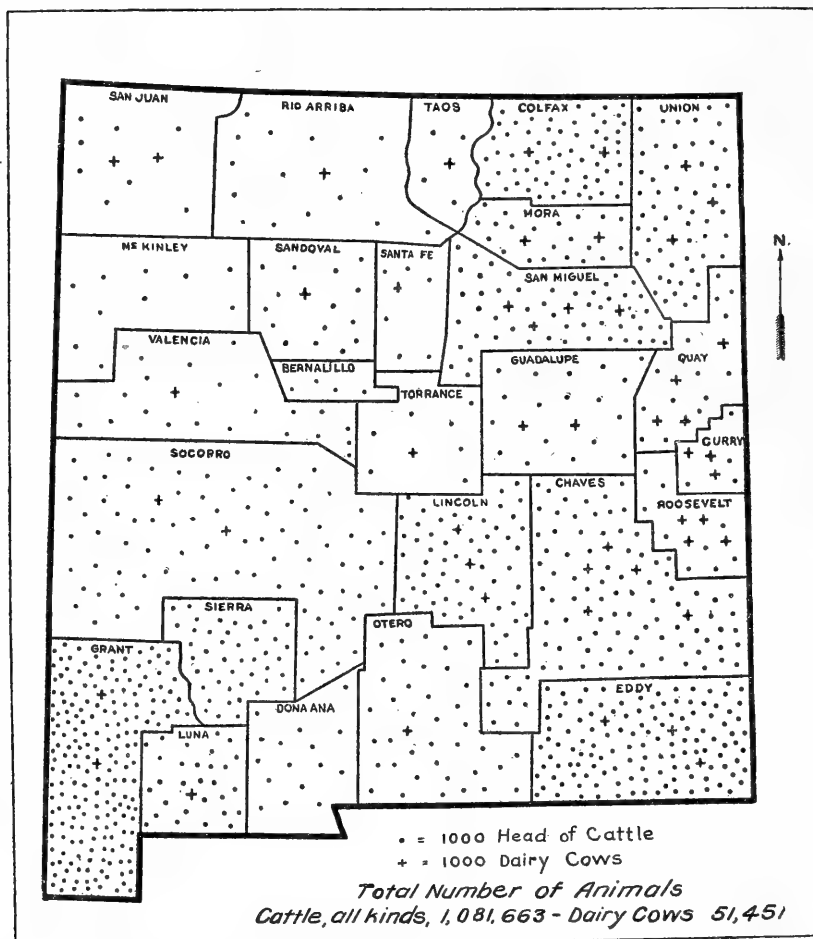 SAN JUAN
RIO ARRIBA
TAOS
COLFAX
UNION
MORA
N.
Mc KINLEY
SANDOVAL
SANTA FE
SAN MIGUEL
VALENCIA
BERNALILLO
GUADALUPE
QUAY
TORRANCE
CURRY
SOCORRO
LINCOLN
CHAVES
ROOSEVELT
SIERRA
OTERO
GRANT
EDDY
DONA ANA
LUNA
• = 1000 Head of Cattle
+ = 1000 Dairy Cows
Total Number of Animals
Cattle, all kinds, 1,081,663 - Dairy Cows 51,451